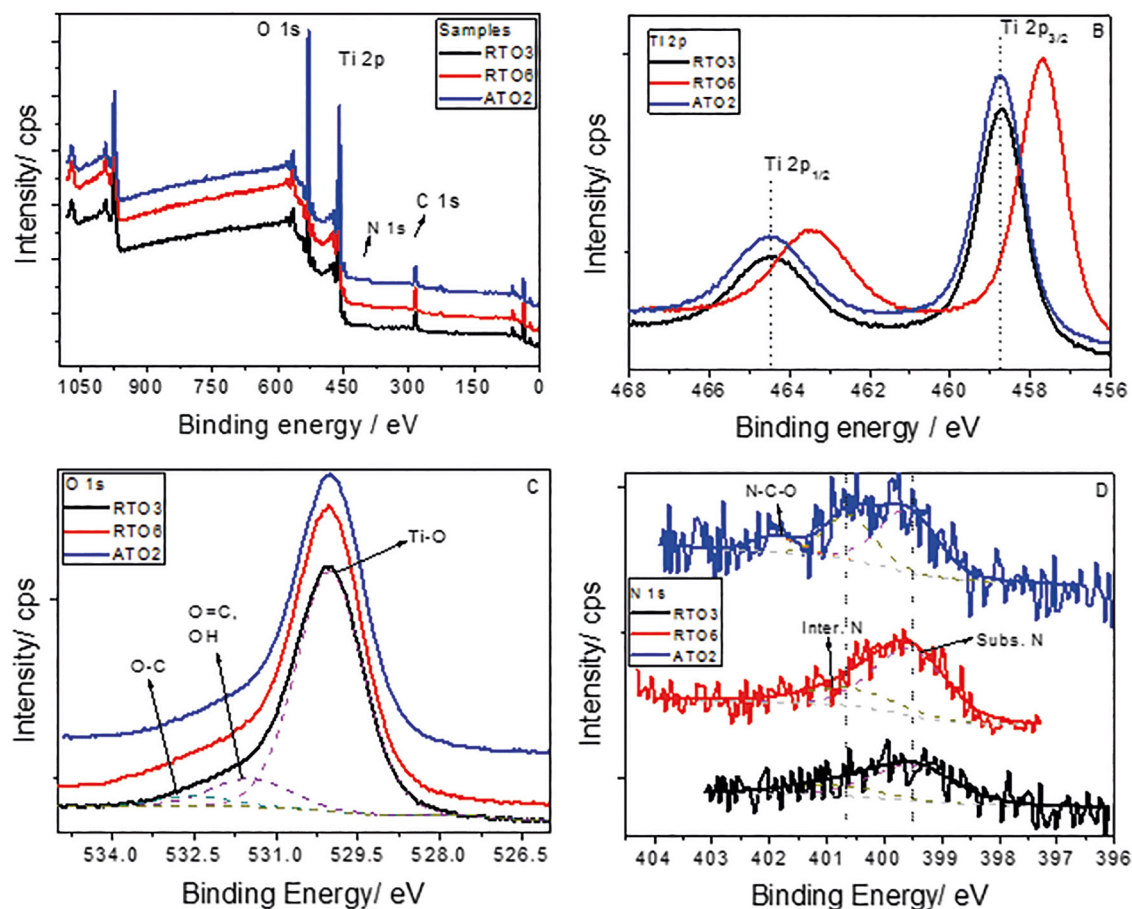 O 1s
Ti 2p
Samples
RTO3
RTO6
ATO2
N 1s
C 1s
Intensity/ cps
1050 900 750 600 450 300 150 0
Binding energy / eV
B
Ti 2p
RTO3
RTO6
ATO2
Ti 2p3/2
Ti 2p1/2
Intensity/ cps
468 466 464 462 460 458 456
Binding energy / eV
C
O 1s
RTO3
RTO6
ATO2
Ti-O
O=C,
OH
O-C
Intensity/ cps
534.0 532.5 531.0 529.5 528.0 526.5
Binding Energy/ eV
D
N-C-O
N 1s
RTO3
RTO6
ATO2
Inter. N
Subs. N
Intensity/ cps
404 403 402 401 400 399 398 397 396
Binding Energy/ eV